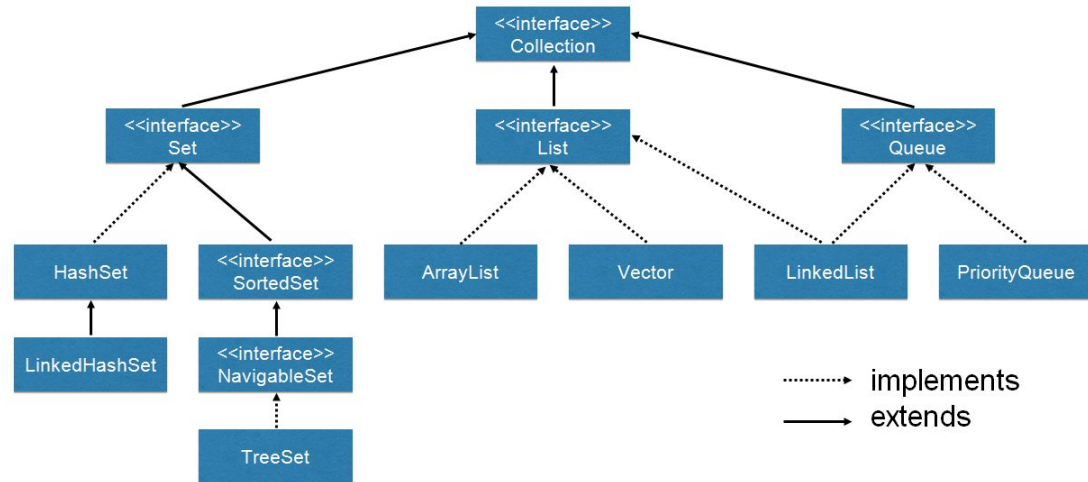 <<interface>>
Collection
<<interface>>
Set
<<interface>>
List
<<interface>>
Queue
HashSet
<<interface>>
SortedSet
ArrayList
Vector
LinkedList
PriorityQueue
LinkedHashSet
<<interface>>
NavigableSet
TreeSet
implements
extends